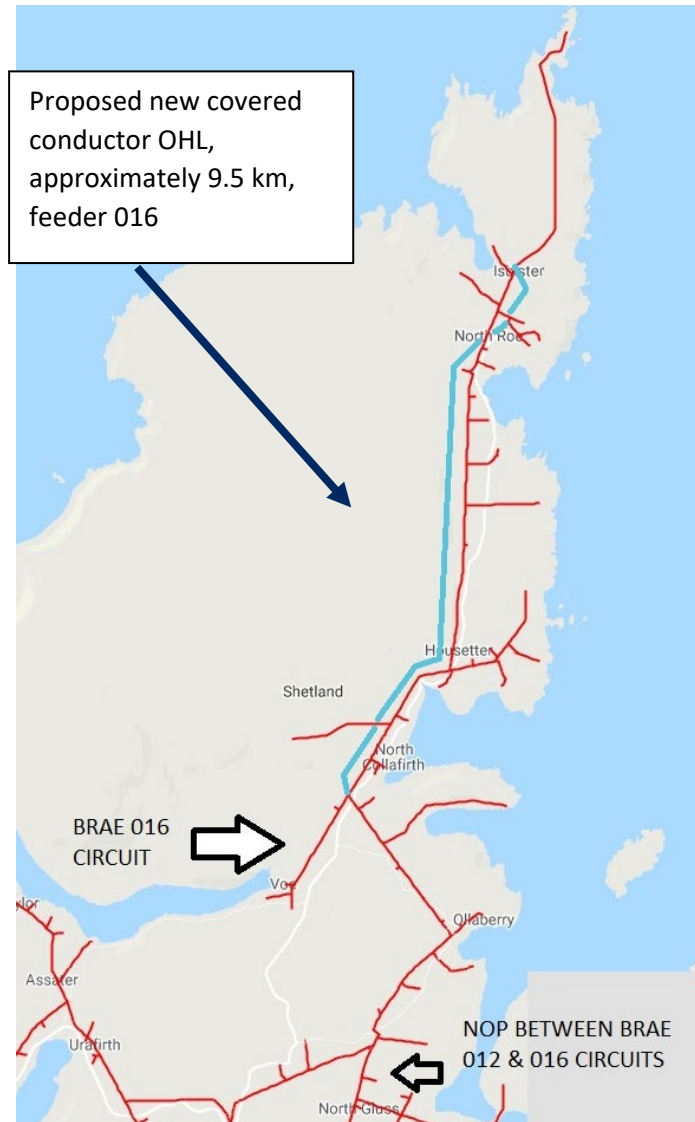 Proposed new covered
conductor OHL,
approximately 9.5 km,
feeder 016
Isbister
North Roe
Housetter
Shetland
North
Collafirth
BRAE 016
CIRCUIT
Voe
Ollaberry
Assater
Urafirth
NOP BETWEEN BRAE
012 & 016 CIRCUITS
North Gluss